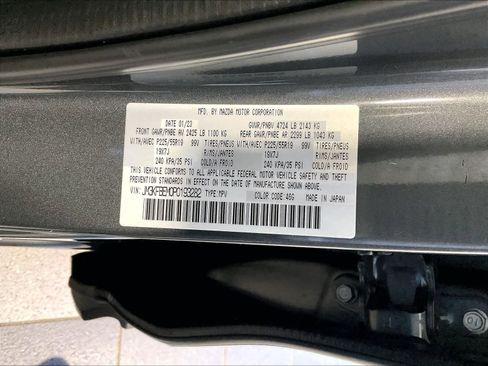 MFD. BY MAZDA MOTOR CORPORATION
DATE 01/23 GVWR/PNBV 4724 LB 2143 KG
FRONT GAWR/PNBE AV 2425 LB 1100 KG REAR GAWR/PNBE AR 2299 LB 1043 KG
WITH/AVEC P225/55R19 99V TIRES/PNEUS WITH/AVEC P225/55R19 99V TIRES/PNEUS
19X7J RIMS/JANTES 19X7J RIMS/JANTES
240 KPA/35 PSI COLD/A FROID 240 KPA/35 PSI COLD/A FROID
THIS VEHICLE CONFORMS TO ALL APPLICABLE FEDERAL MOTOR VEHICLE SAFETY AND THEFT
PREVENTION STANDARDS IN EFFECT ON THE DATE OF MANUFACTURE SHOWN ABOVE.
VIN: TYPE:MPV COLOR CODE:46G MADE IN JAPAN